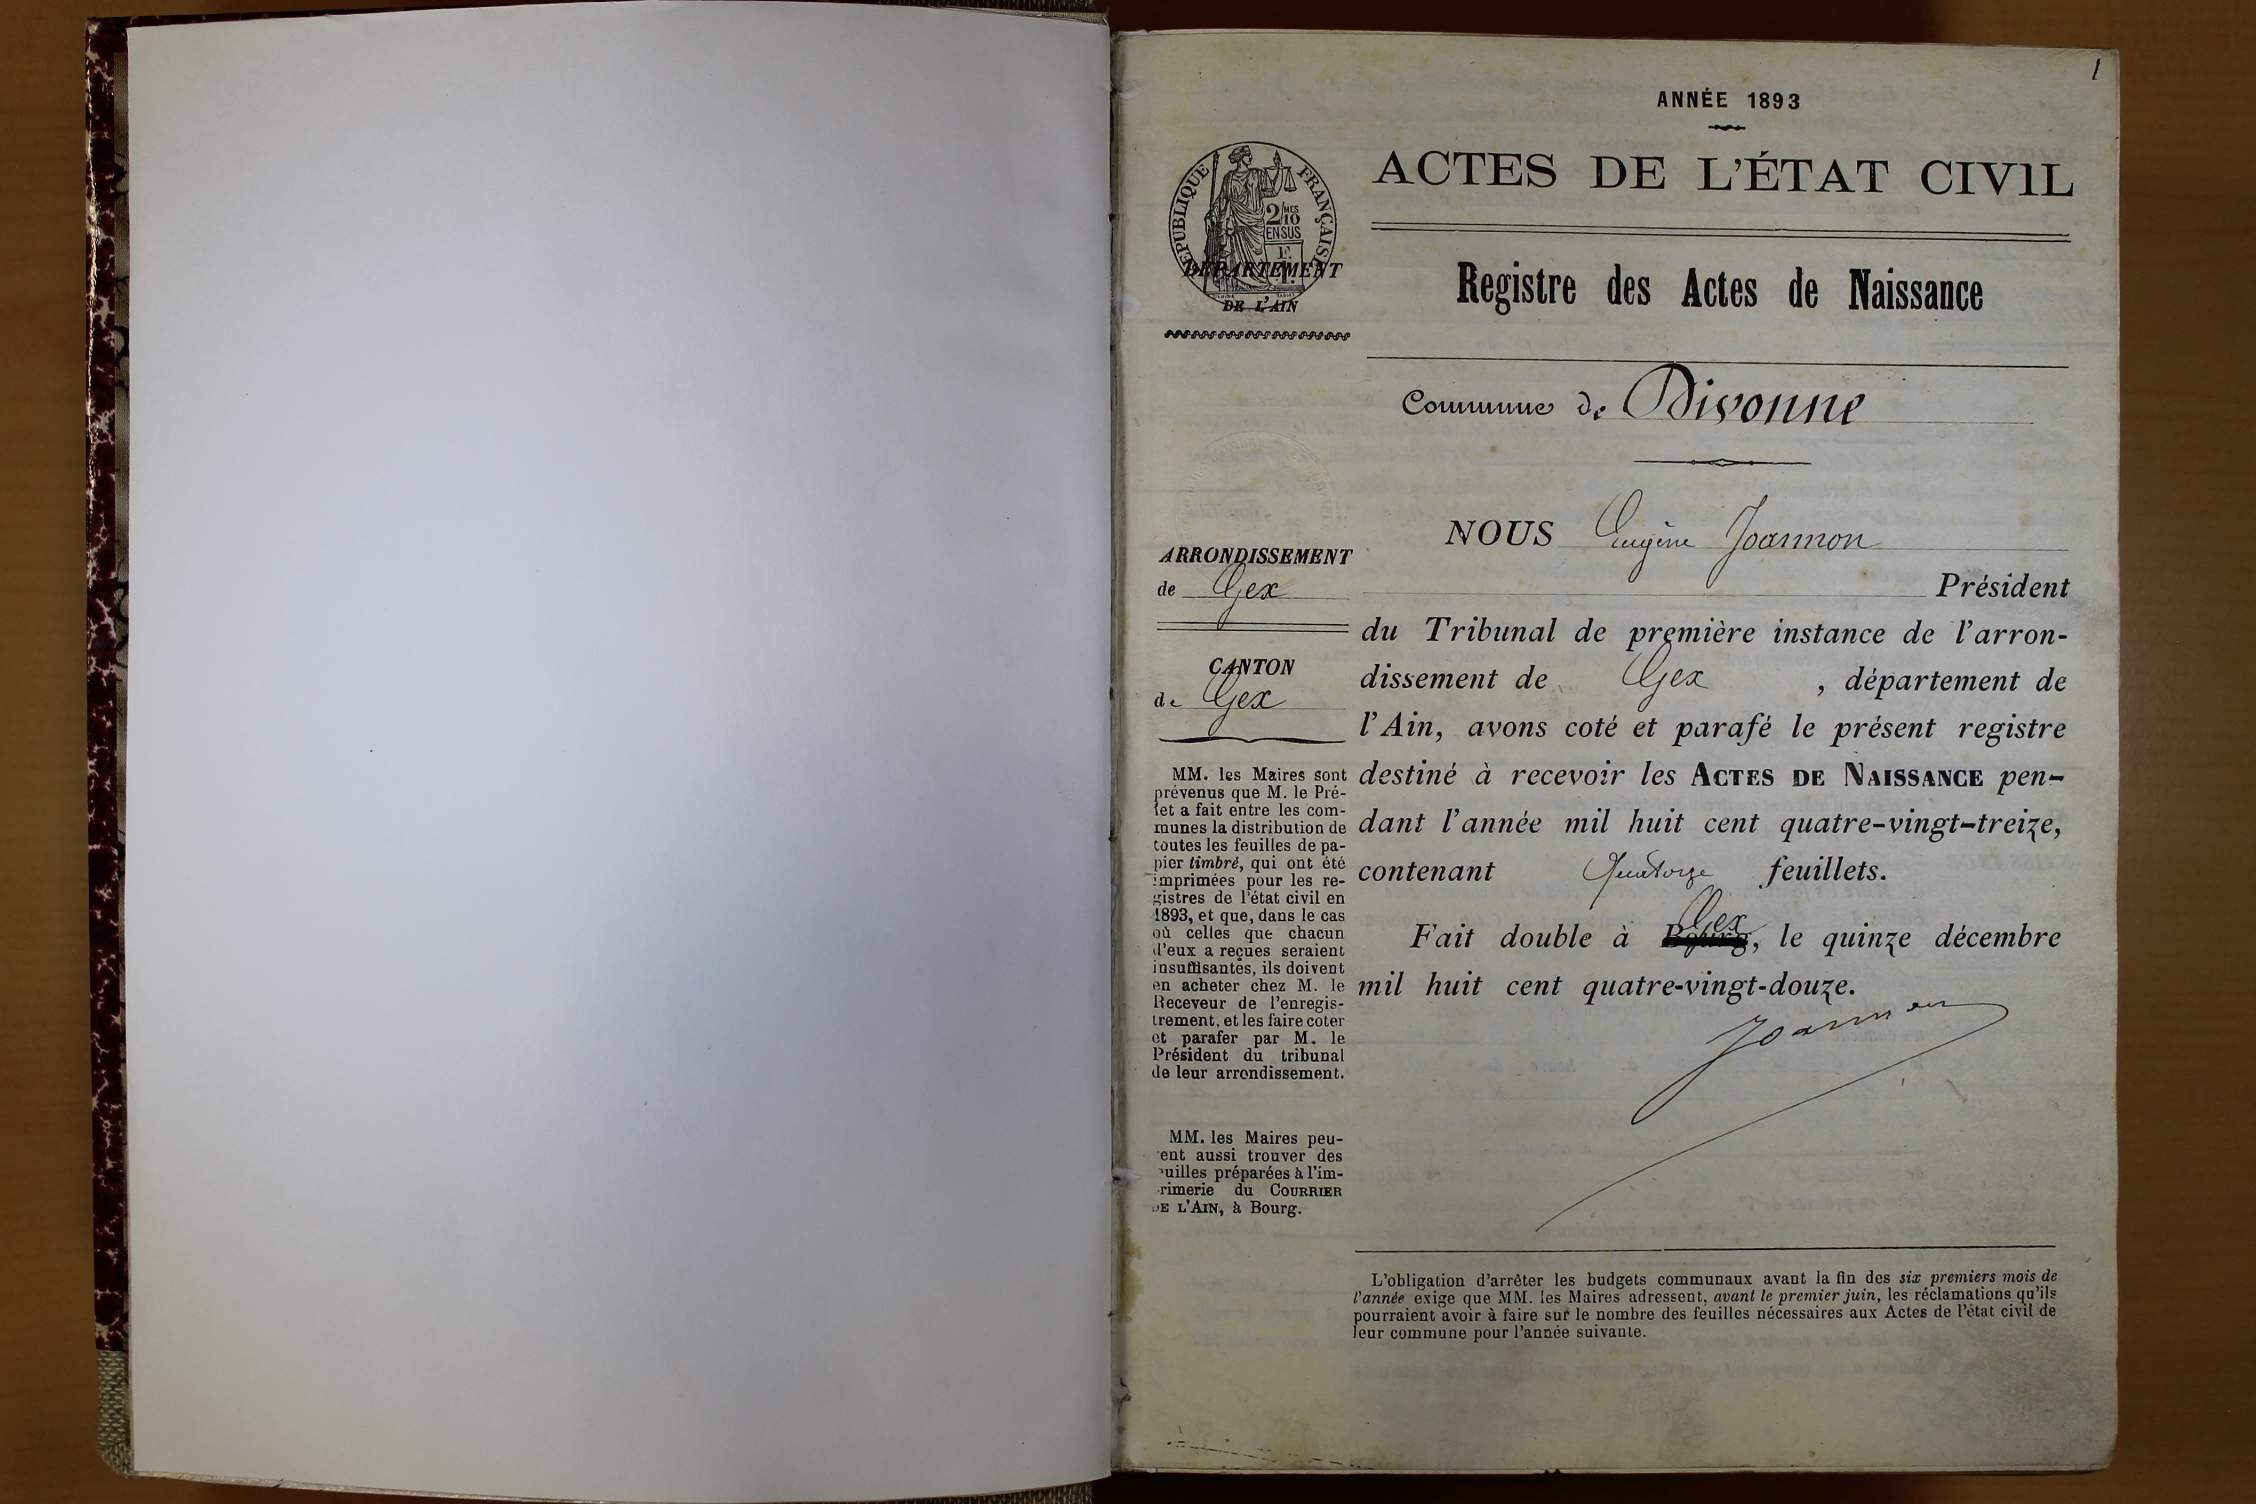 1
ANNÉE 1893
ACTES DE L'ÉTAT CIVIL
RÉPUBLIQUE FRANÇAISE
2/MES
10
EN SUS
DÉPARTEMENT
DE L'AIN
Registre des Actes de Naissance
Commune de Divonne
NOUS Eugène Joannon
Président
du Tribunal de première instance de l'arron-
dissement de Gex, département de
l'Ain, avons coté et parafé le présent registre
destiné à recevoir les ACTES DE NAISSANCE pen-
dant l'année mil huit cent quatre-vingt-treize,
contenant Quatorze feuillets.
Gex
Fait double à Bourg, le quinze décembre
mil huit cent quatre-vingt-douze.
Joannon
ARRONDISSEMENT
de Gex
CANTON
de Gex
MM. les Maires sont
prévenus que M. le Pré-
fet a fait entre les com-
munes la distribution de
toutes les feuilles de pa-
pier timbré, qui ont été
imprimées pour les re-
gistres de l'état civil en
1893, et que, dans le cas
où celles que chacun
d'eux a reçues seraient
insuffisantes, ils doivent
en acheter chez M. le
Receveur de l'enregis-
trement, et les faire coter
et parafer par M. le
Président du tribunal
de leur arrondissement.
MM. les Maires peu-
ent aussi trouver des
uilles préparées à l'im-
rimerie du COURRIER
DE L'AIN, à Bourg.
L'obligation d'arrêter les budgets communaux avant la fin des six premiers mois de
l'année exige que MM. les Maires adressent, avant le premier juin, les réclamations qu'ils
pourraient avoir à faire sur le nombre des feuilles nécessaires aux Actes de l'état civil de
leur commune pour l'année suivante.